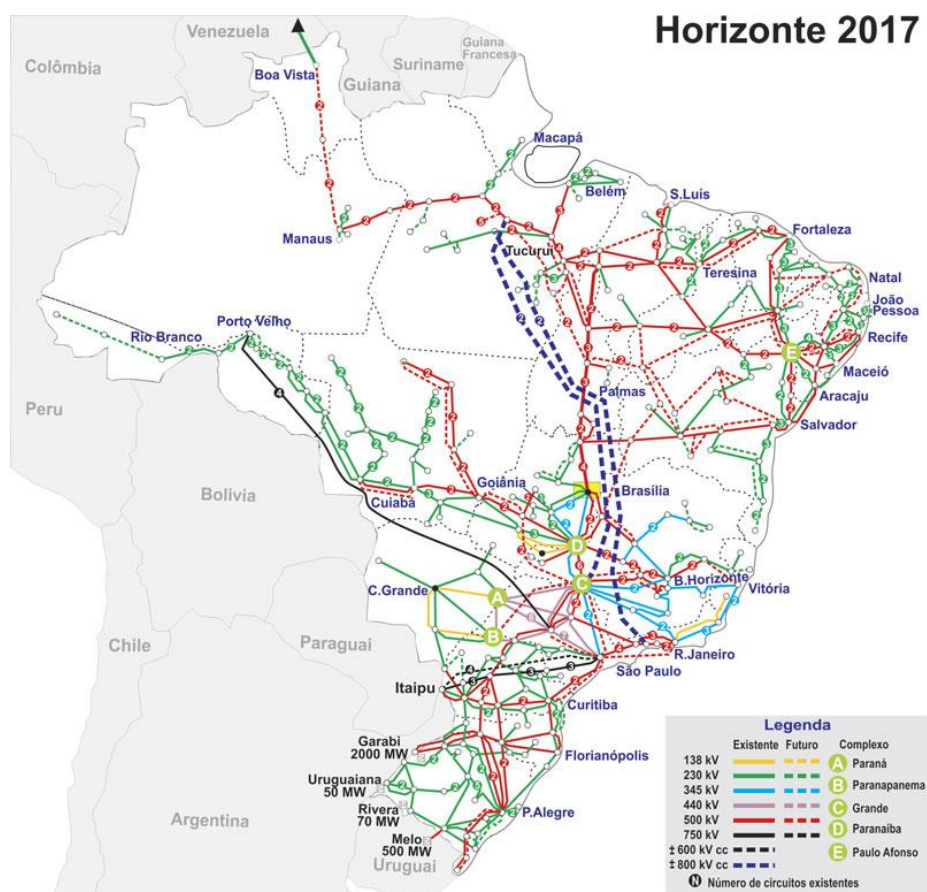 Horizonte 2017
Venezuela
Guiana
Francesa
Suriname
Colômbia
Boa Vista
Guiana
Macapá
Belém
S.Luís
Manaus
Fortaleza
Tucuruí
Teresina
Natal
João
Pessoa
Porto Velho
Rio Branco
Recife
E
Maceió
Peru
Palmas
Aracaju
Salvador
Bolivia
Goiânia
Brasília
Cuiabá
D
B.Horizonte
C
Vitória
C.Grande
A
Chile
Paraguai
B
R.Janeiro
São Paulo
Itaipu
Curitiba
Garabi
2000 MW
Florianópolis
Uruguaiana
50 MW
Rivera
70 MW
P.Alegre
Melo
500 MW
Argentina
Uruguai
Legenda
Existente Futuro Complexo
138 kV A Paraná
230 kV
345 kV B Paranapanema
440 kV C Grande
500 kV
750 kV D Paranaíba
±600 kV cc
±800 kV cc E Paulo Afonso
N Número de circuitos existentes